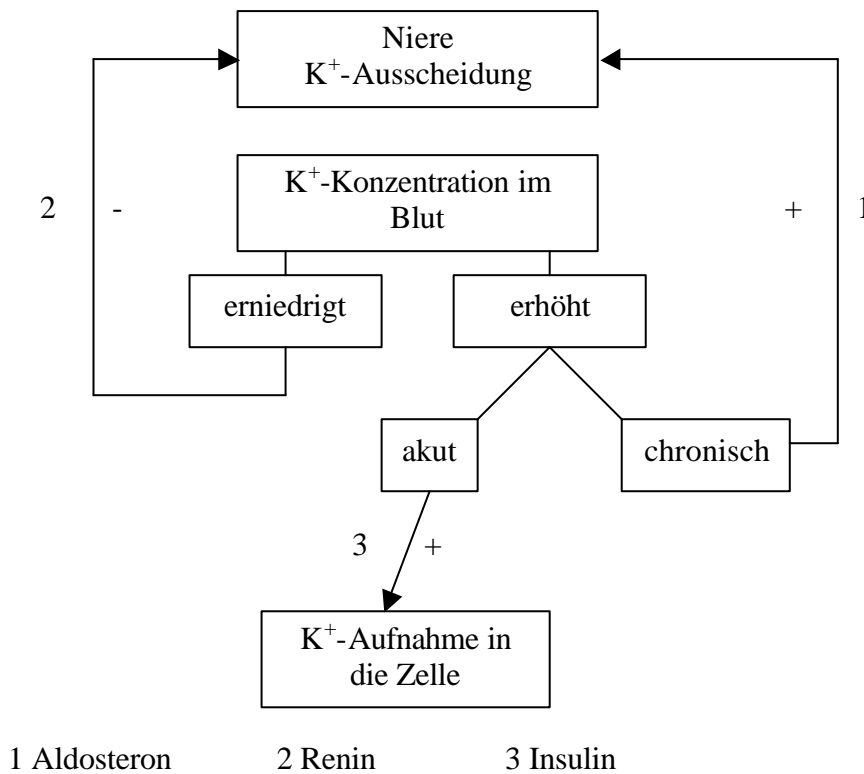 Niere
K⁺-Ausscheidung
K⁺-Konzentration im
Blut
2 - + 1
erniedrigt erhöht
akut chronisch
3 +
K⁺-Aufnahme in
die Zelle
1 Aldosteron 2 Renin 3 Insulin